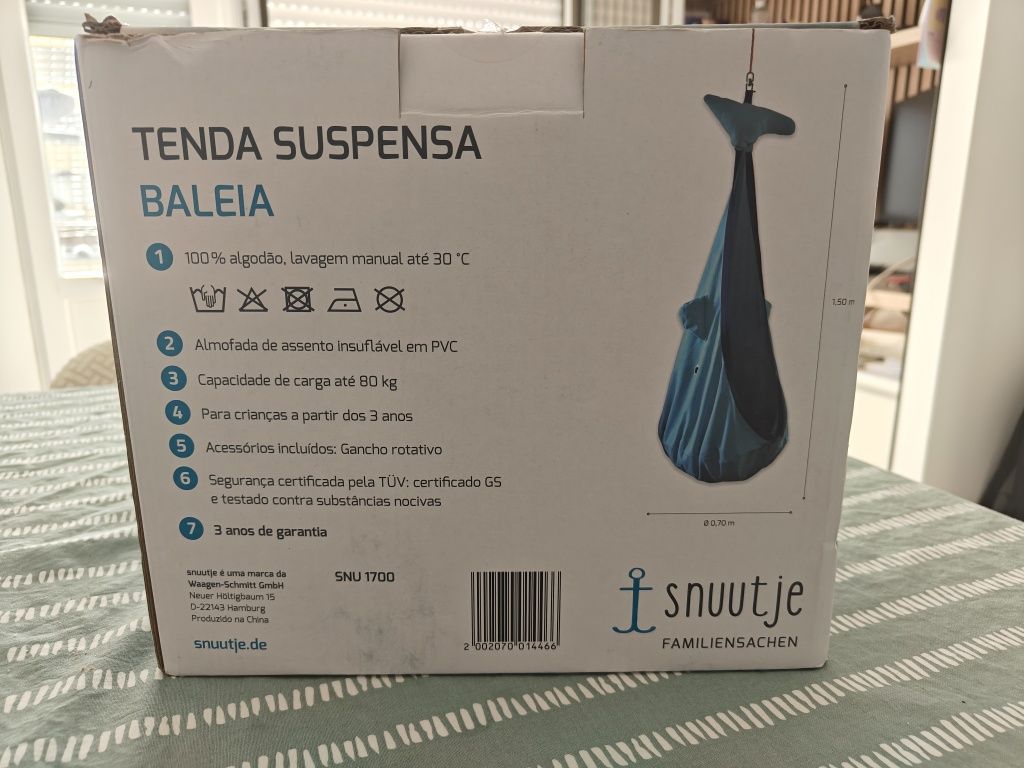 TENDA SUSPENSA
BALEIA
1 100% algodão, lavagem manual até 30 °C
2 Almofada de assento insuflável em PVC
3 Capacidade de carga até 80 kg
4 Para crianças a partir dos 3 anos
5 Acessórios incluídos: Gancho rotativo
6 Segurança certificada pela TÜV: certificado GS
e testado contra substâncias nocivas
7 3 anos de garantia
snuutje é uma marca da
Waagen-Schmitt GmbH
Neuer Höltigbaum 15
D-22143 Hamburg
Produzido na China
snuutje.de
SNU 1700
2 002070 014466
1,50 m
Ø 0,70 m
snuutje
FAMILIENSACHEN